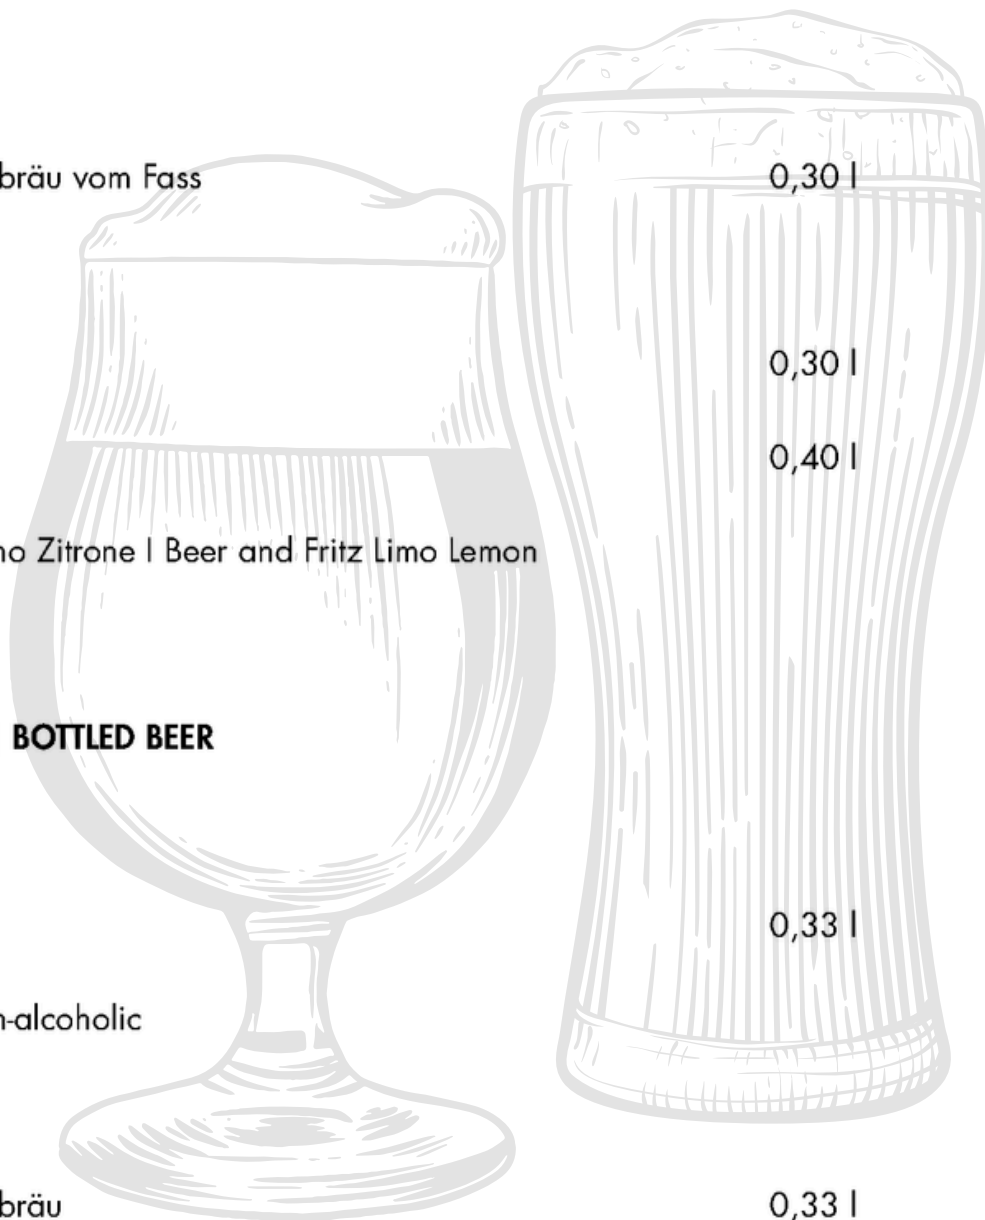 bräu vom Fass 0,30 l
0,30 l
0,40 l
no Zitrone l Beer and Fritz Limo Lemon
BOTTLED BEER
0,33 l
n-alcoholic
bräu 0,33 l